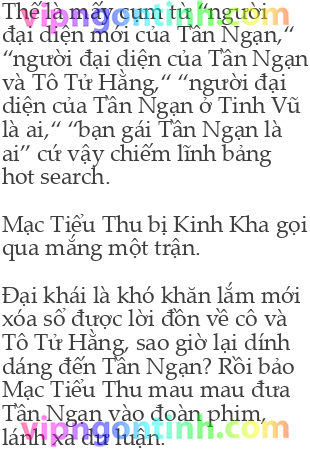 Thế là mấy cụm từ “người
đại diện mới của Tần Ngạn,“
“người đại diện của Tần Ngạn
và Tô Tử Hằng,“ “người đại
diện của Tần Ngạn ở Tinh Vũ
là ai,“ “bạn gái Tần Ngạn là
ai” cứ vậy chiếm lĩnh bảng
hot search.
Mạc Tiểu Thu bị Kinh Kha gọi
qua mắng một trận.
Đại khái là khó khăn lắm mới
xóa sổ được lời đồn về cô và
Tô Tử Hằng, sao giờ lại dính
dáng đến Tần Ngạn? Rồi bảo
Mạc Tiểu Thu mau mau đưa
Tần Ngạn vào đoàn phim,
lánh xa dư luận.
vipngontinh.com
vipngontinh.com